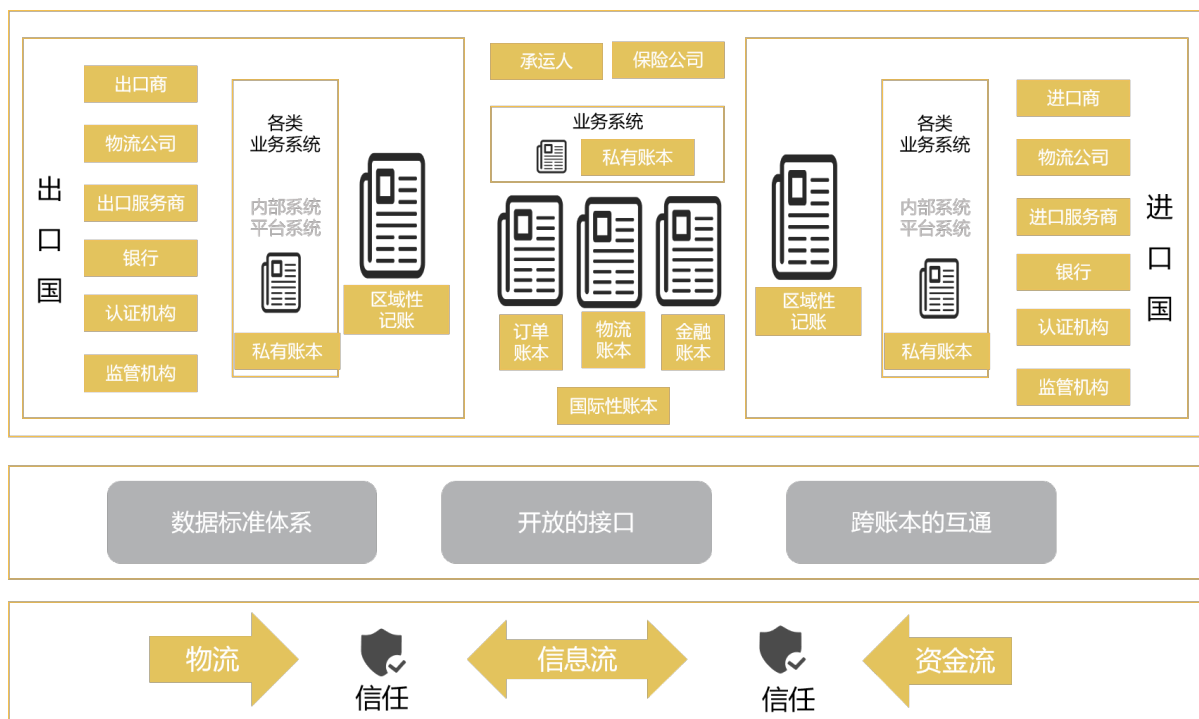 出
口
国
出口商
物流公司
出口服务商
银行
认证机构
监管机构
各类
业务系统
内部系统
平台系统
私有账本
区域性
记账
承运人
保险公司
业务系统
私有账本
订单
账本
物流
账本
金融
账本
国际性账本
区域性
记账
各类
业务系统
内部系统
平台系统
私有账本
进口商
物流公司
进口服务商
银行
认证机构
监管机构
进
口
国
数据标准体系
开放的接口
跨账本的互通
物流
信任
信息流
信任
资金流